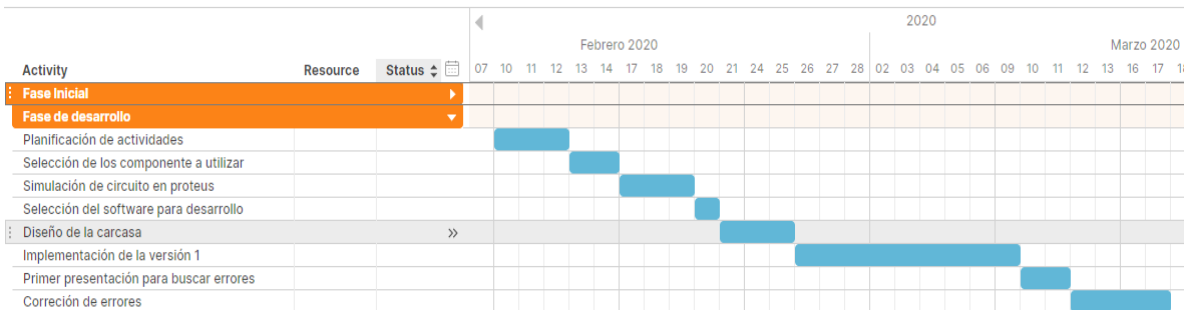 2020
Febrero 2020 Marzo 2020
Activity Resource Status 07 10 11 12 13 14 17 18 19 20 21 24 25 26 27 28 02 03 04 05 06 09 10 11 12 13 16 17 18
Fase Inicial
Fase de desarrollo
Planificación de actividades
Selección de los componente a utilizar
Simulación de circuito en proteus
Selección del software para desarrollo
Diseño de la carcasa »
Implementación de la versión 1
Primer presentación para buscar errores
Correción de errores